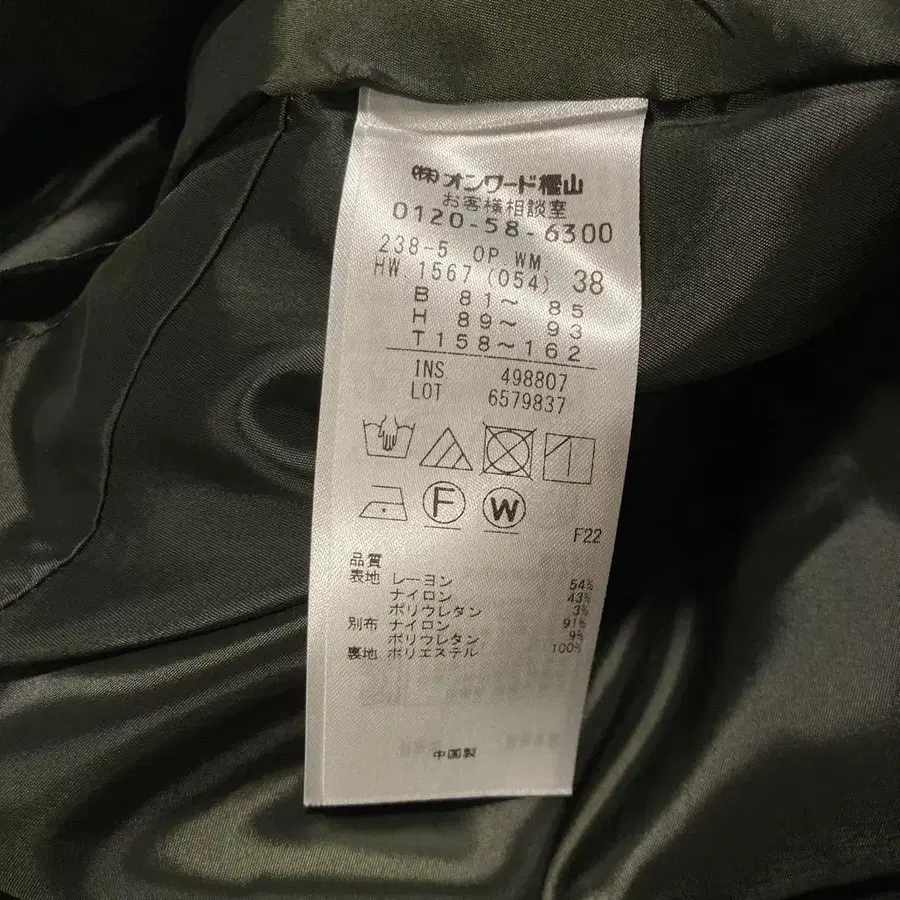 (株)オンワード樫山
お客様相談室
0120-58-6300
238-5 OP WM 38
HW 1567 (054)
B 81～ 85
H 89～ 93
T158～162
INS 498807
LOT 6579837
F
W
F22
品質
表地 レーヨン 54%
ナイロン 43%
ポリウレタン 3%
別布 ナイロン 91%
ポリウレタン 9%
裏地 ポリエステル 100%
中国製